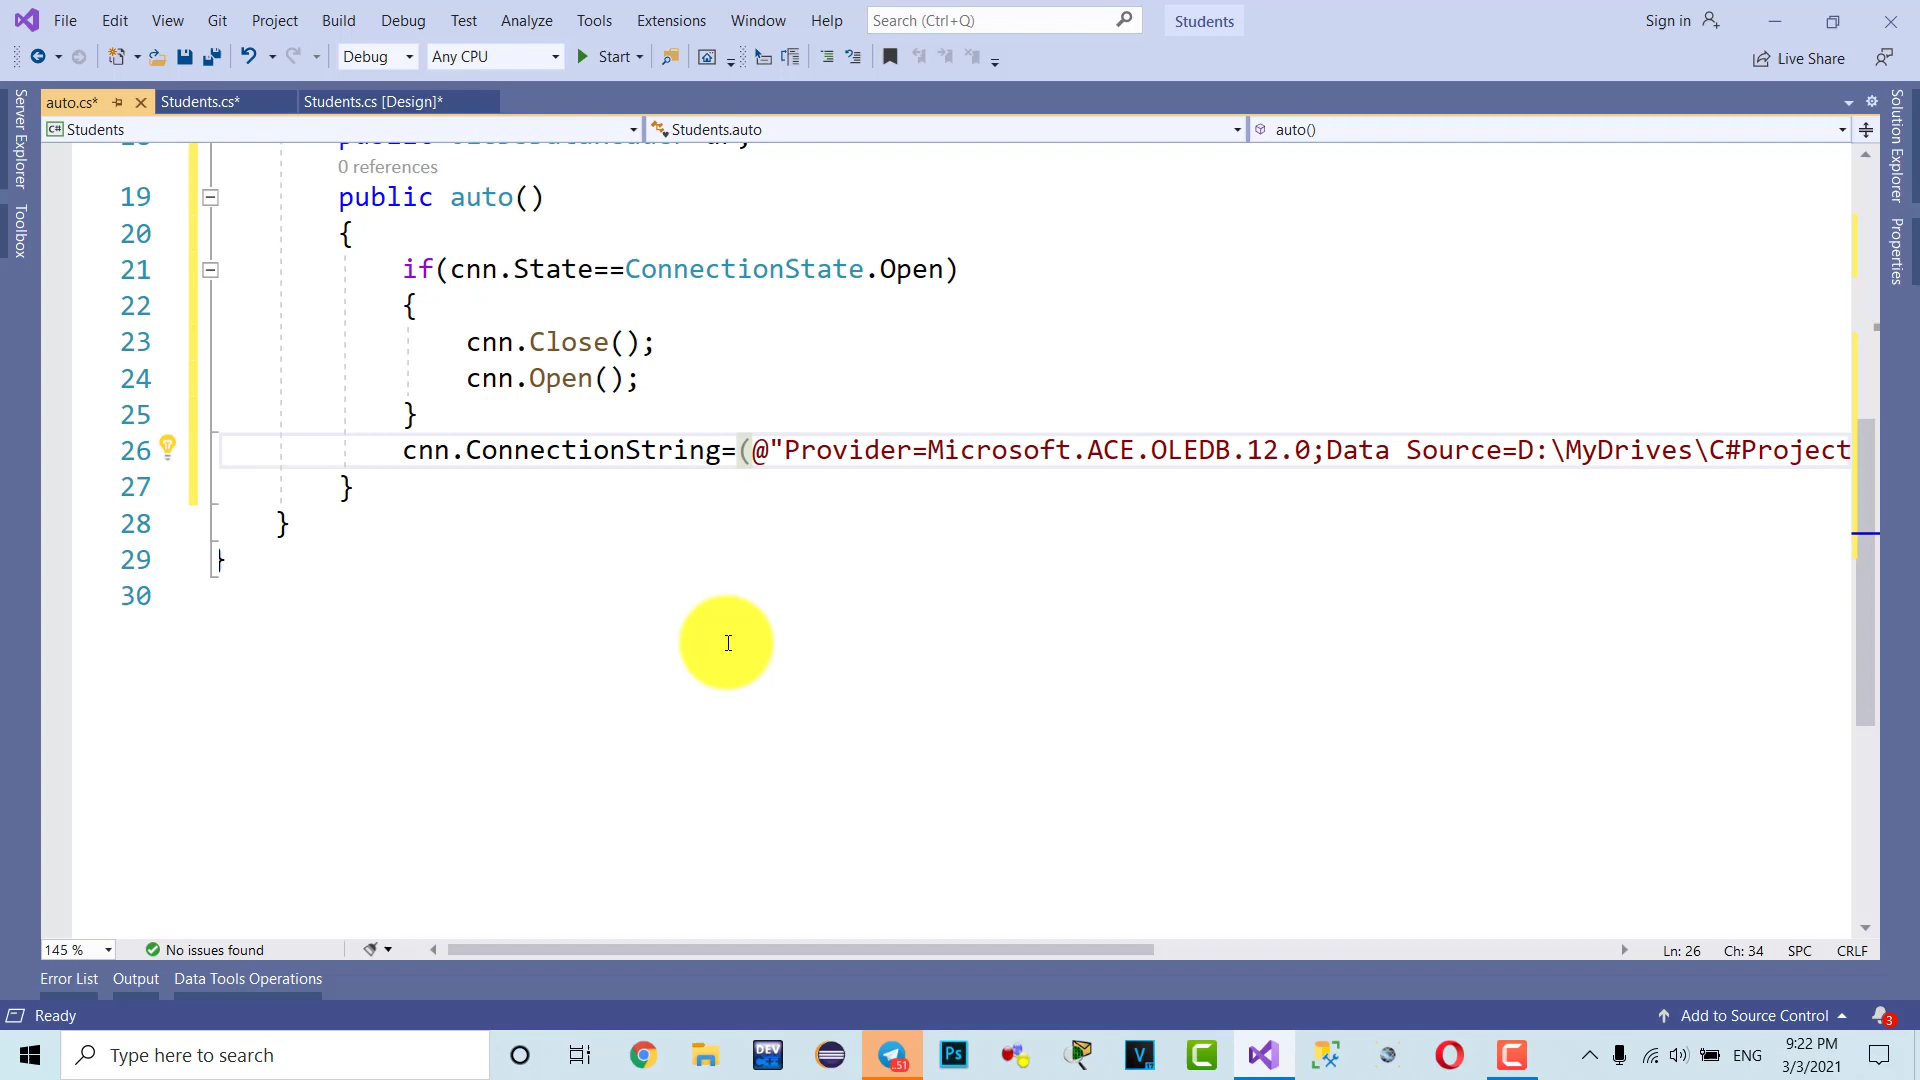 File Edit View Git Project Build Debug Test Analyze Tools Extensions Window Help Search (Ctrl+Q) Students Sign in
Debug Any CPU Start Live Share
auto.cs* Students.cs* Students.cs [Design]*
C# Students Students.auto auto()
Server Explorer
Toolbox
Solution Explorer
Properties
0 references
19 public auto()
20 {
21 if(cnn.State==ConnectionState.Open)
22 {
23 cnn.Close();
24 cnn.Open();
25 }
26 cnn.ConnectionString=(@"Provider=Microsoft.ACE.OLEDB.12.0;Data Source=D:\MyDrives\C#Project
27 }
28 }
29 }
30
145 % No issues found Ln: 26 Ch: 34 SPC CRLF
Error List Output Data Tools Operations
Ready Add to Source Control 3
Type here to search DEV 51 Ps V C C ENG 9:22 PM
3/3/2021